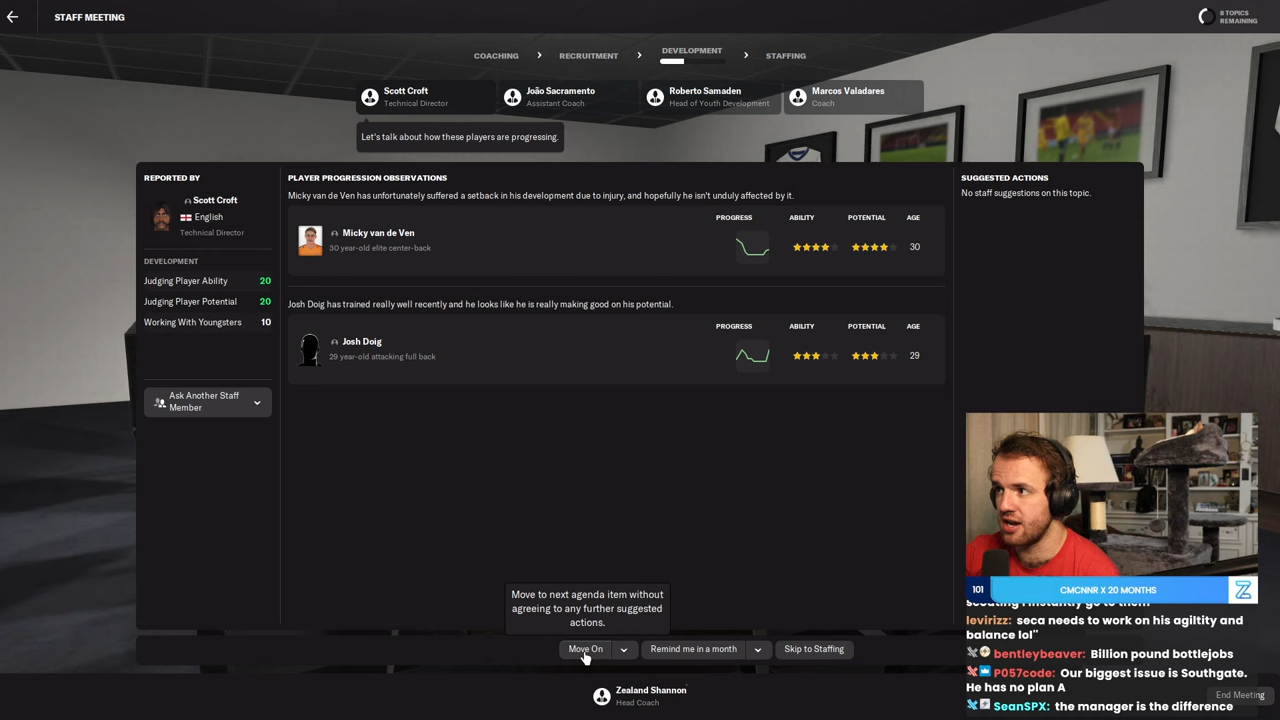 STAFF MEETING
8 TOPICS
REMAINING
COACHING
RECRUITMENT
DEVELOPMENT
STAFFING
Scott Croft
Technical Director
João Sacramento
Assistant Coach
Roberto Samaden
Head of Youth Development
Marcos Valadares
Coach
Let's talk about how these players are progressing.
REPORTED BY
Scott Croft
English
Technical Director
DEVELOPMENT
Judging Player Ability 20
Judging Player Potential 20
Working With Youngsters 10
Ask Another Staff
Member
PLAYER PROGRESSION OBSERVATIONS
Micky van de Ven has unfortunately suffered a setback in his development due to injury, and hopefully he isn't unduly affected by it.
PROGRESS ABILITY POTENTIAL AGE
Micky van de Ven
30 year-old elite center-back
30
Josh Doig has trained really well recently and he looks like he is really making good on his potential.
PROGRESS ABILITY POTENTIAL AGE
Josh Doig
29 year-old attacking full back
29
SUGGESTED ACTIONS
No staff suggestions on this topic.
Move to next agenda item without
agreeing to any further suggested
actions.
Move On
Remind me in a month
Skip to Staffing
Zealand Shannon
Head Coach
End Meeting
101 CMCNNR X 20 MONTHS Z
scouting I instantly go to them
levirizz: seca needs to work on his agiltity and
balance lol"
bentleybeaver: Billion pound bottlejobs
P057code: Our biggest issue is Southgate.
He has no plan A
SeanSPX: the manager is the difference